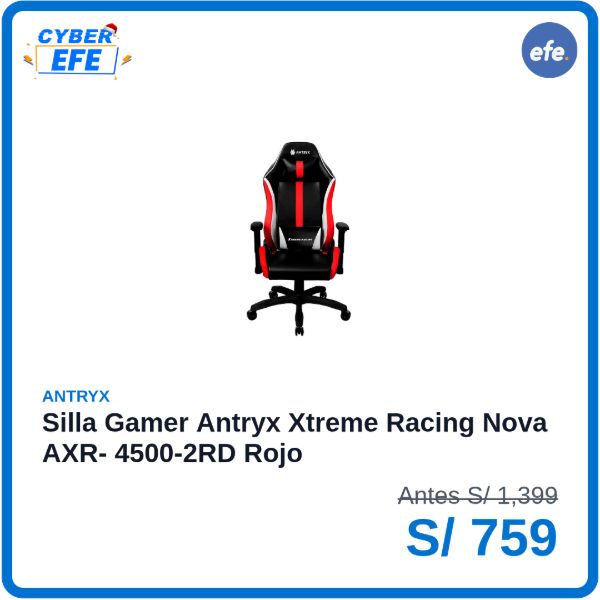 CYBER
EFE
efe.
ANTRYX
ANTRYX
Silla Gamer Antryx Xtreme Racing Nova
AXR- 4500-2RD Rojo
Antes S/ 1,399
S/ 759